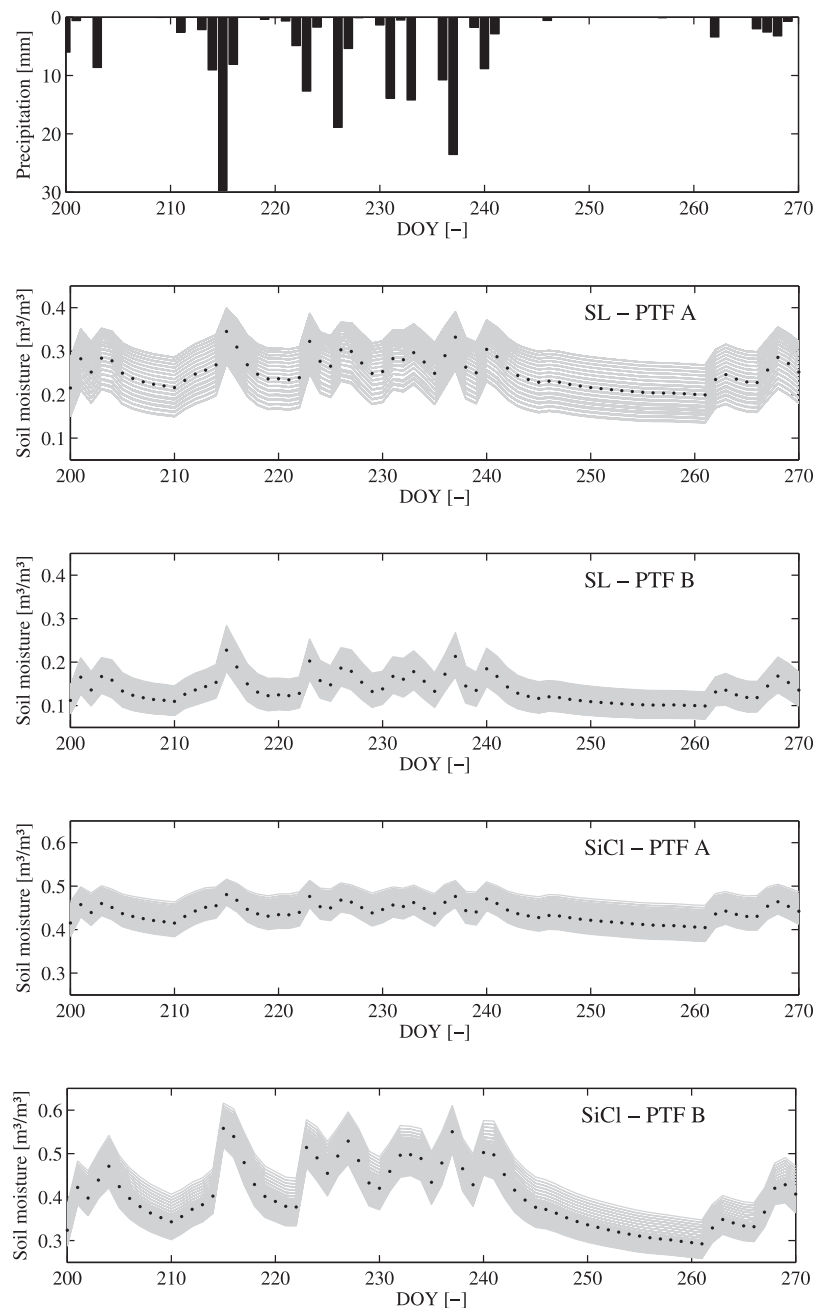 0
10
20
30
Precipitation [mm]
200 210 220 230 240 250 260 270
DOY [−]
SL − PTF A
0.4
0.3
0.2
0.1
Soil moisture [m³/m³]
200 210 220 230 240 250 260 270
DOY [−]
SL − PTF B
0.4
0.3
0.2
0.1
Soil moisture [m³/m³]
200 210 220 230 240 250 260 270
DOY [−]
SiCl − PTF A
0.6
0.5
0.4
0.3
Soil moisture [m³/m³]
200 210 220 230 240 250 260 270
DOY [−]
SiCl − PTF B
0.6
0.5
0.4
0.3
Soil moisture [m³/m³]
200 210 220 230 240 250 260 270
DOY [−]